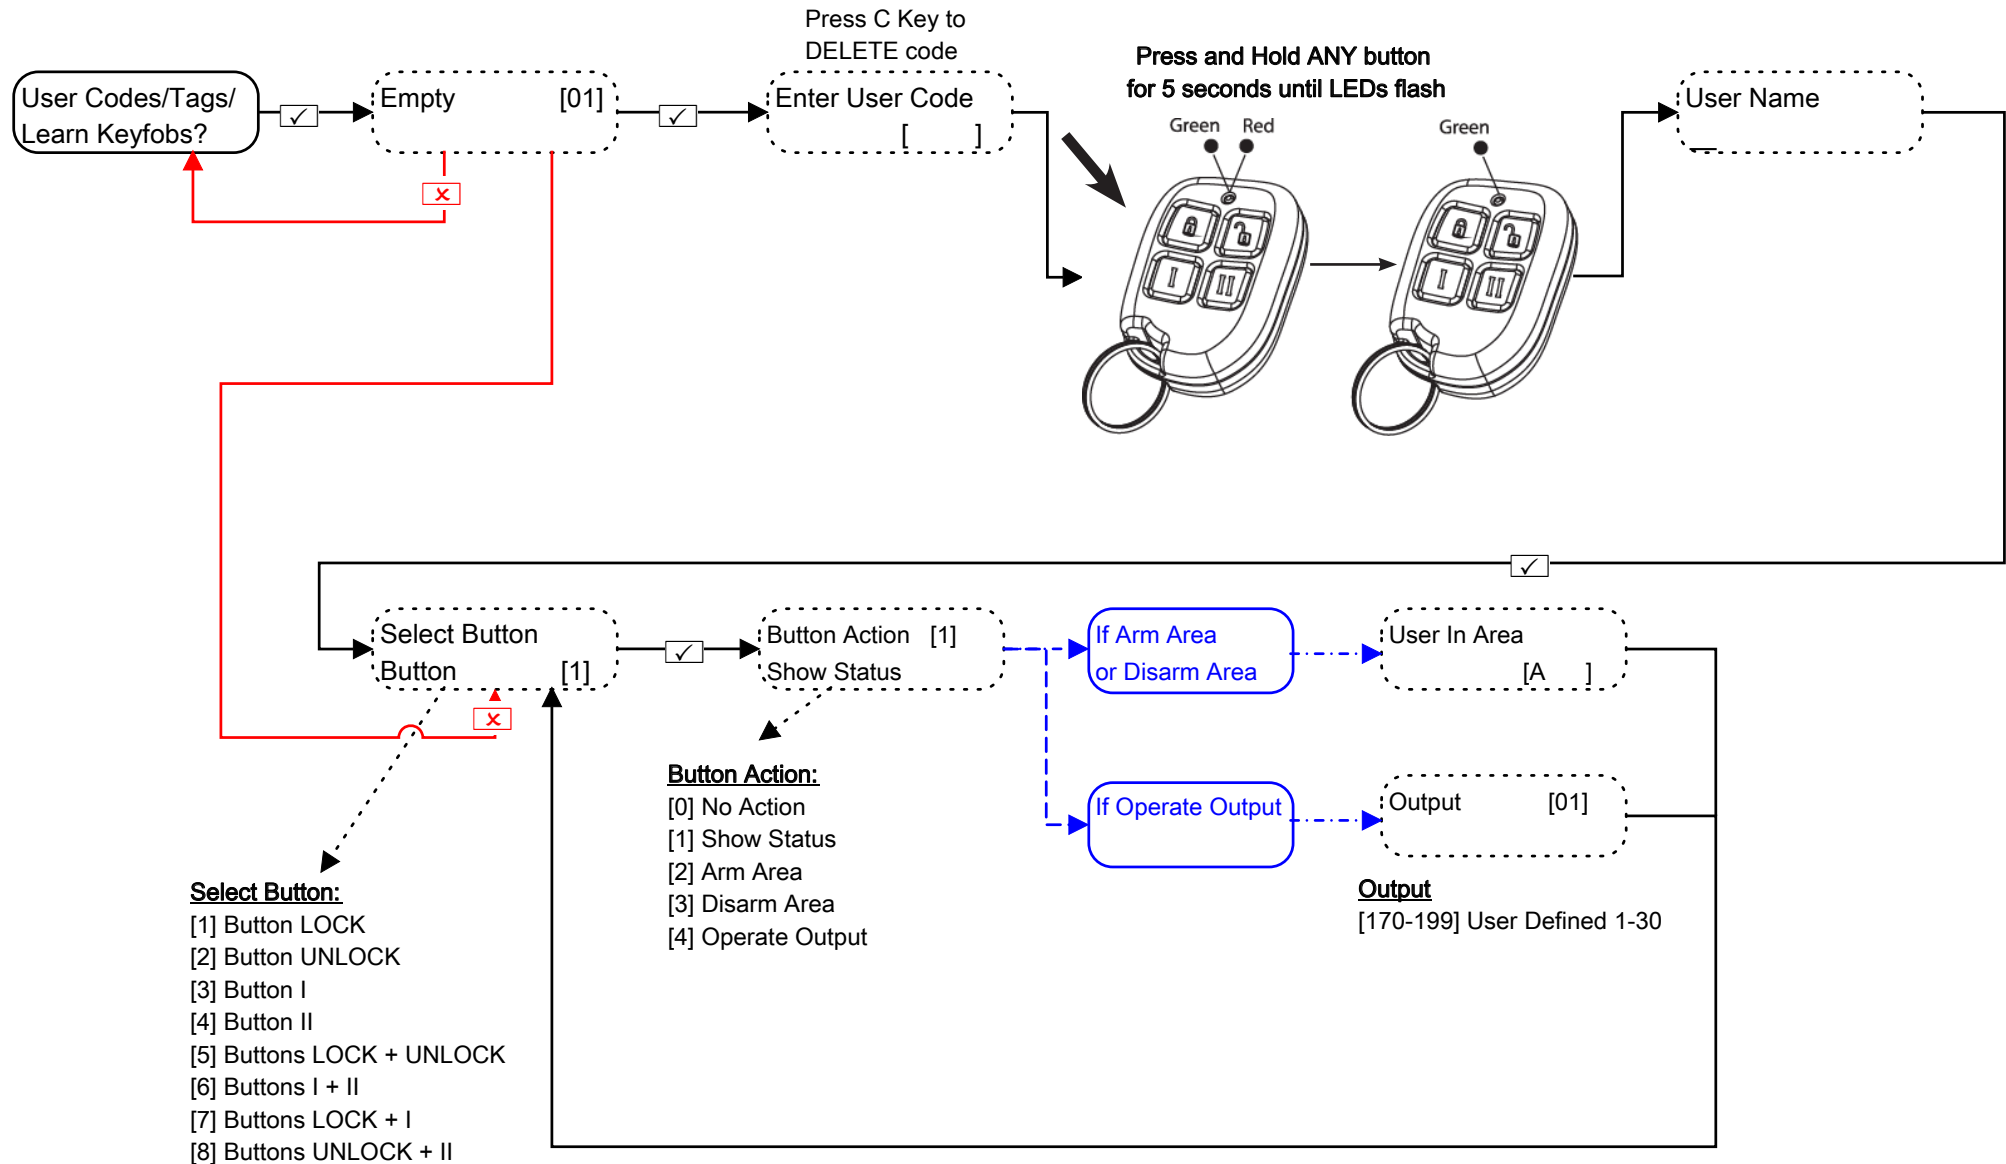 Press C Key to
DELETE code
Press and Hold ANY button
for 5 seconds until LEDs flash
User Codes/Tags/
Learn Keyfobs?
Empty [01]
Enter User Code
[ ]
Green Red
Green
User Name
Select Button
Button [1]
Button Action [1]
Show Status
If Arm Area
or Disarm Area
User In Area
[A ]
If Operate Output
Output [01]
Button Action:
[0] No Action
[1] Show Status
[2] Arm Area
[3] Disarm Area
[4] Operate Output
Output
[170-199] User Defined 1-30
Select Button:
[1] Button LOCK
[2] Button UNLOCK
[3] Button I
[4] Button II
[5] Buttons LOCK + UNLOCK
[6] Buttons I + II
[7] Buttons LOCK + I
[8] Buttons UNLOCK + II
I II
I II